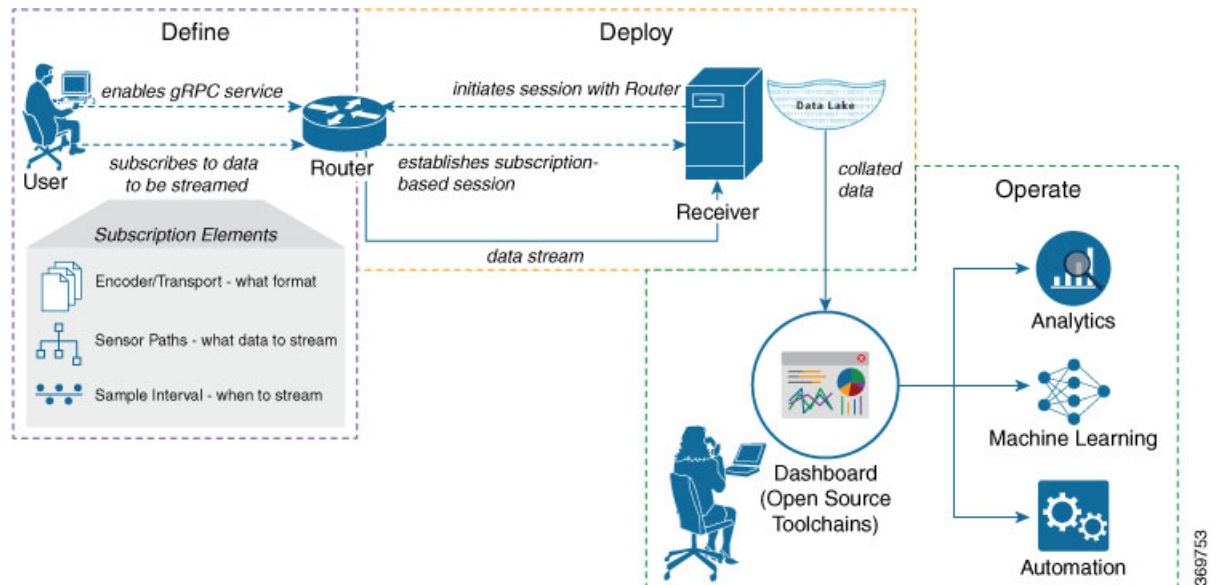 Define
Deploy
enables gRPC service
initiates session with Router
Data Lake
User
subscribes to data
to be streamed
Router
establishes subscription-
based session
Receiver
collated
data
data stream
Subscription Elements
Encoder/Transport - what format
Sensor Paths - what data to stream
Sample Interval - when to stream
Operate
Analytics
Machine Learning
Dashboard
(Open Source
Toolchains)
Automation
369753